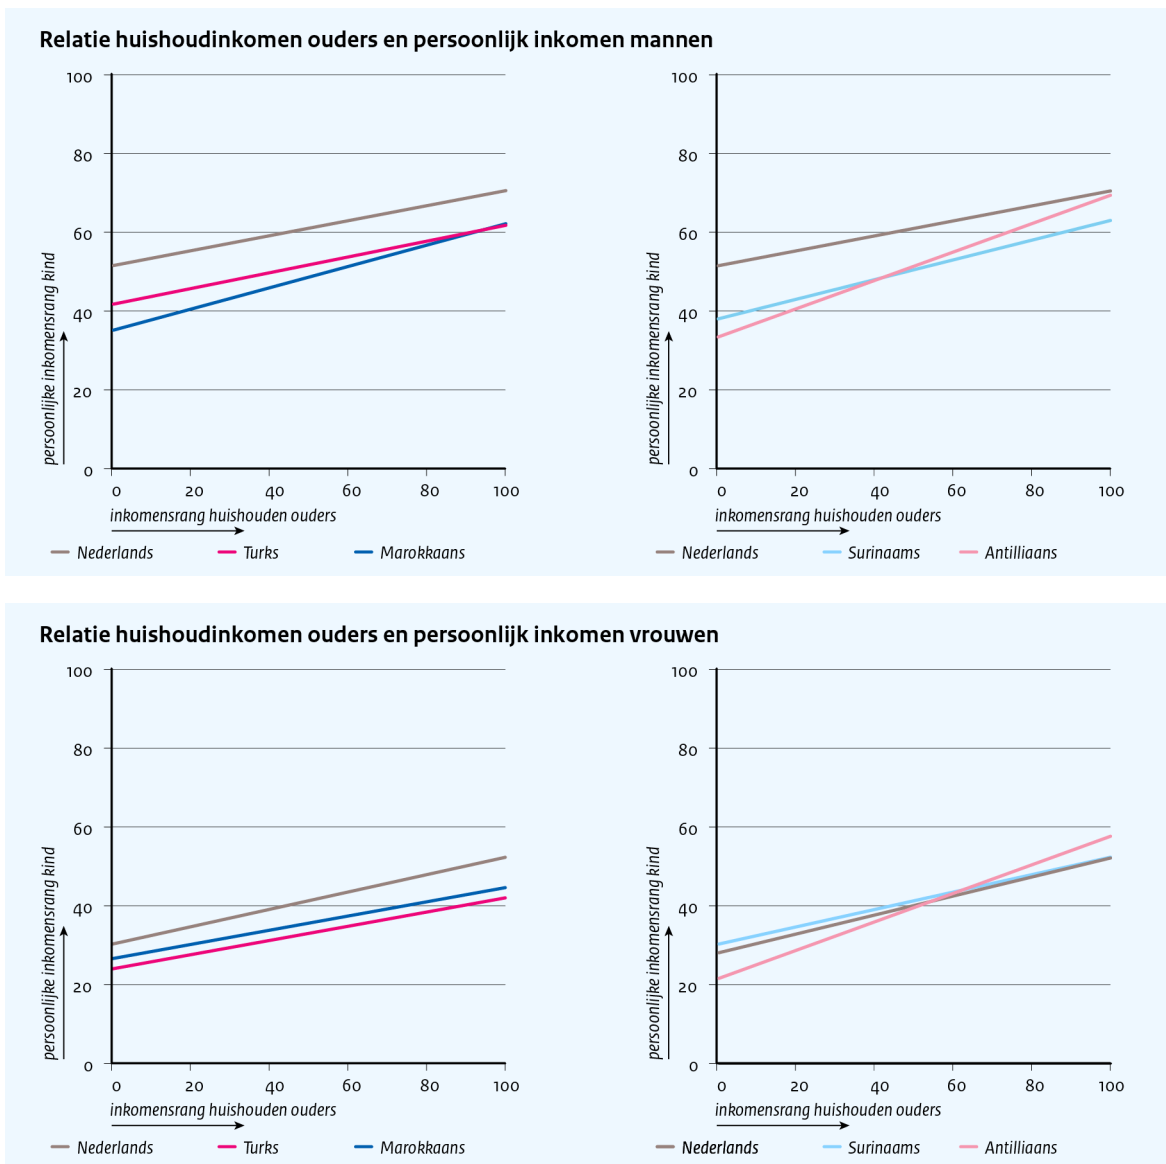 Relatie huishoudinkomen ouders en persoonlijk inkomen mannen
100
80
60
40
20
0
persoonlijke inkomensrang kind
0 20 40 60 80 100
inkomensrang huishouden ouders
Nederlands Turks Marokkaans
100
80
60
40
20
0
persoonlijke inkomensrang kind
0 20 40 60 80 100
inkomensrang huishouden ouders
Nederlands Surinaams Antilliaans
Relatie huishoudinkomen ouders en persoonlijk inkomen vrouwen
100
80
60
40
20
0
persoonlijke inkomensrang kind
0 20 40 60 80 100
inkomensrang huishouden ouders
Nederlands Turks Marokkaans
100
80
60
40
20
0
persoonlijke inkomensrang kind
0 20 40 60 80 100
inkomensrang huishouden ouders
Nederlands Surinaams Antilliaans